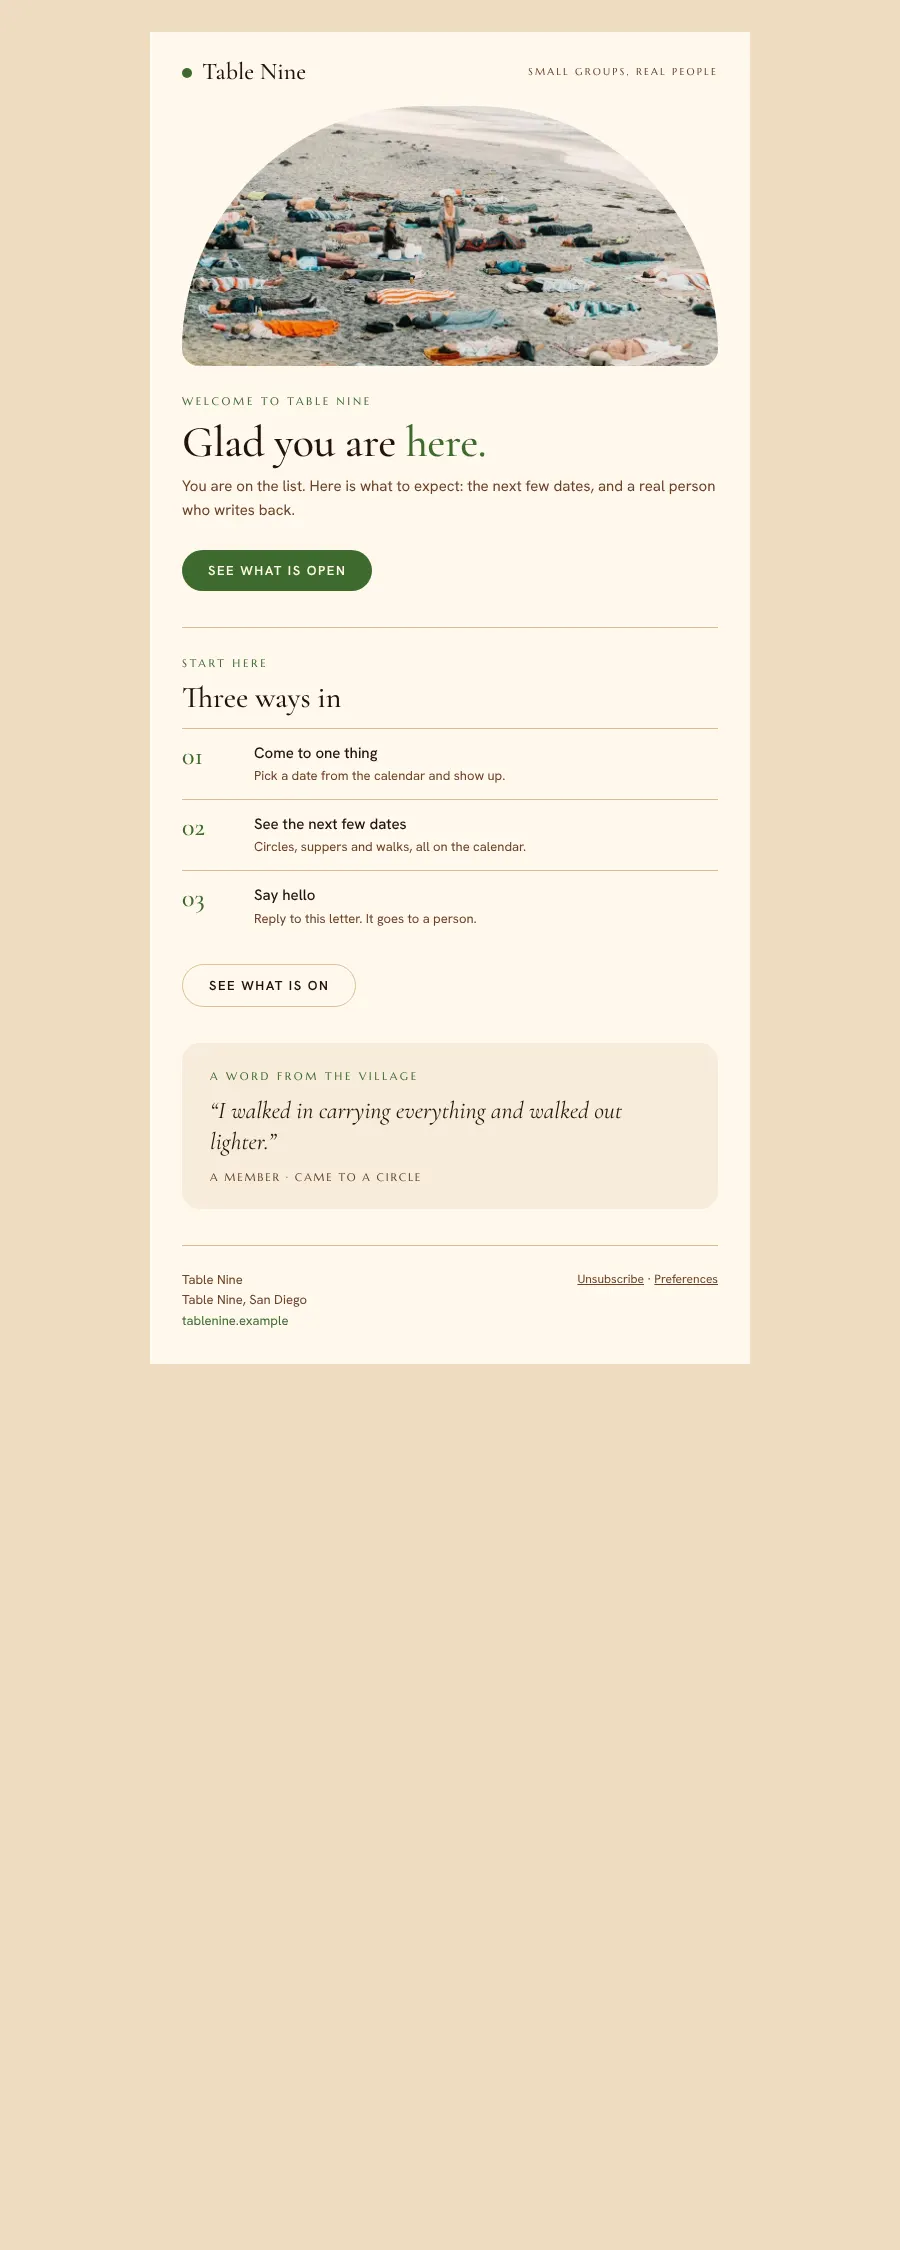 Table Nine
SMALL GROUPS, REAL PEOPLE
WELCOME TO TABLE NINE
Glad you are here.
You are on the list. Here is what to expect: the next few dates, and a real person
who writes back.
SEE WHAT IS OPEN
START HERE
Three ways in
01
Come to one thing
Pick a date from the calendar and show up.
02
See the next few dates
Circles, suppers and walks, all on the calendar.
03
Say hello
Reply to this letter. It goes to a person.
SEE WHAT IS ON
A WORD FROM THE VILLAGE
“I walked in carrying everything and walked out
lighter.”
A MEMBER · CAME TO A CIRCLE
Table Nine
Table Nine, San Diego
tablenine.example
Unsubscribe · Preferences